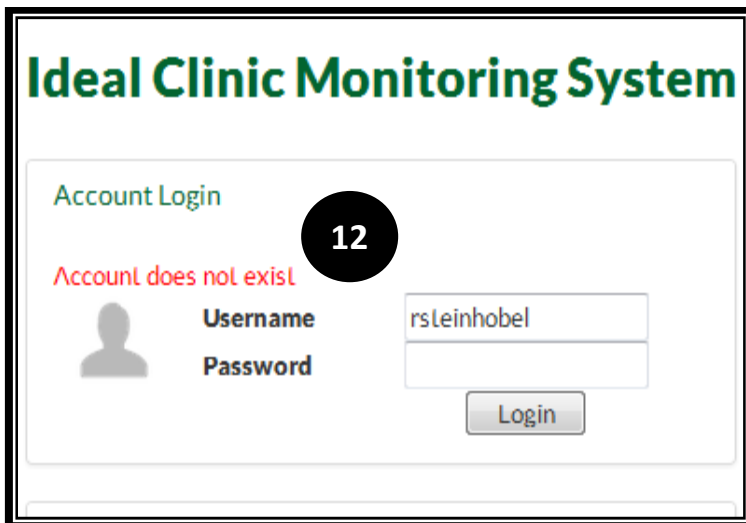 Ideal Clinic Monitoring System
Account Login
12
Account does not exist
Username rsteinhobel
Password
Login